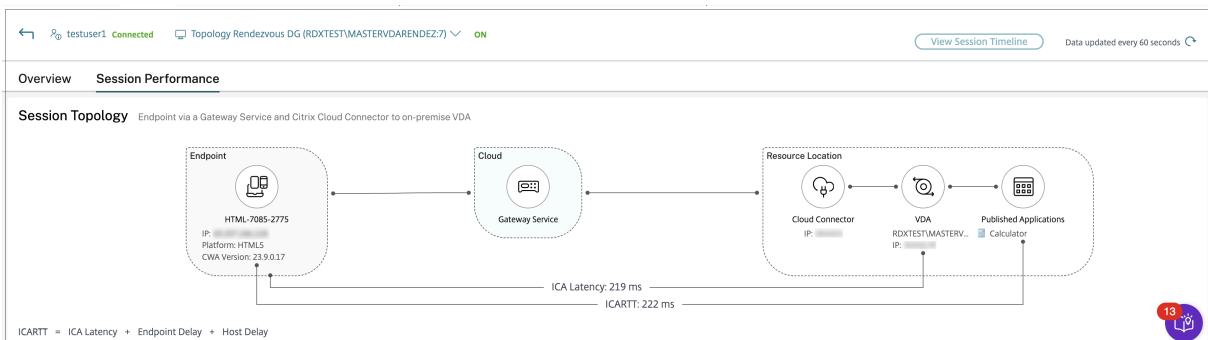 testuser1 Connected Topology Rendezvous DG (RDXTEST\MASTERVDARENDEZ:7) ON View Session Timeline Data updated every 60 seconds
Overview Session Performance
Session Topology Endpoint via a Gateway Service and Citrix Cloud Connector to on-premise VDA
Endpoint
HTML-7085-2775
IP:
Platform: HTML5
CWA Version: 23.9.0.17
Cloud
Gateway Service
Resource Location
Cloud Connector
IP:
VDA
RDXTEST\MASTERV...
IP:
Published Applications
Calculator
ICA Latency: 219 ms
ICARTT: 222 ms
ICARTT = ICA Latency + Endpoint Delay + Host Delay
13